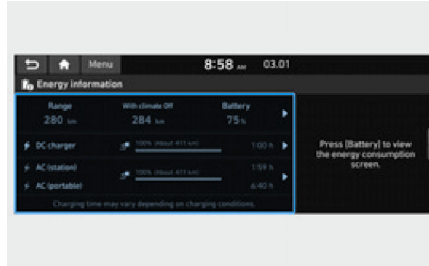 Menu 8:58 AM 03.01
Energy information
Range With climate Off Battery
280 km 284 km 75%
DC charger 100% (About 411 km) 1:00 h
AC (station) 1:59 h
100% (About 411 km)
AC (portable) 6:40 h
Charging time may vary depending on charging conditions.
Press [Battery] to view
the energy consumption
screen.